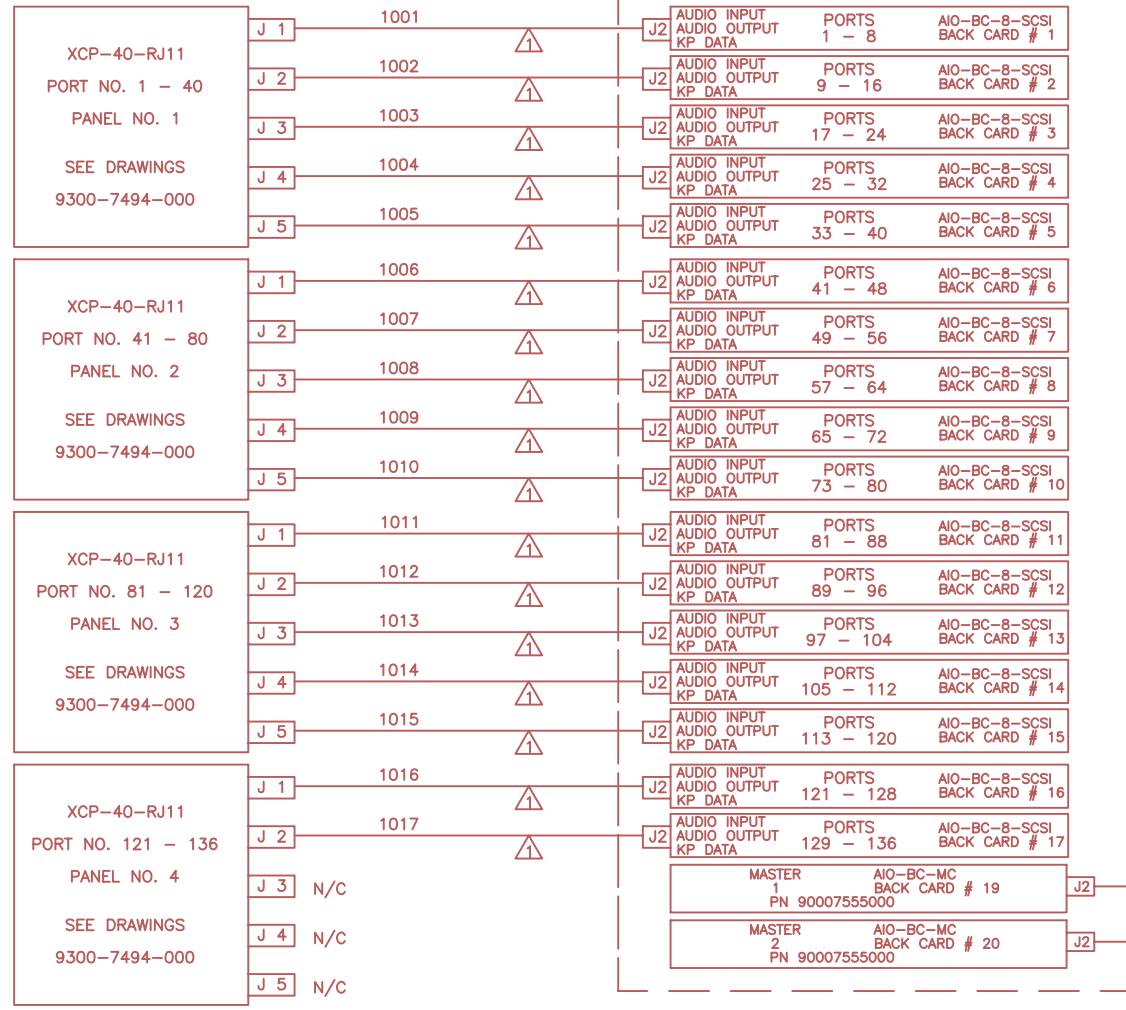 XCP-40-RJ11
PORT NO. 1 - 40
PANEL NO. 1
SEE DRAWINGS
9300-7494-000
J 1
1001
1
J2
AUDIO INPUT
AUDIO OUTPUT
KP DATA
PORTS
1 - 8
AIO-BC-8-SCSI
BACK CARD # 1
J 2
1002
1
J2
AUDIO INPUT
AUDIO OUTPUT
KP DATA
PORTS
9 - 16
AIO-BC-8-SCSI
BACK CARD # 2
J 3
1003
1
J2
AUDIO INPUT
AUDIO OUTPUT
KP DATA
PORTS
17 - 24
AIO-BC-8-SCSI
BACK CARD # 3
J 4
1004
1
J2
AUDIO INPUT
AUDIO OUTPUT
KP DATA
PORTS
25 - 32
AIO-BC-8-SCSI
BACK CARD # 4
J 5
1005
1
J2
AUDIO INPUT
AUDIO OUTPUT
KP DATA
PORTS
33 - 40
AIO-BC-8-SCSI
BACK CARD # 5
XCP-40-RJ11
PORT NO. 41 - 80
PANEL NO. 2
SEE DRAWINGS
9300-7494-000
J 1
1006
1
J2
AUDIO INPUT
AUDIO OUTPUT
KP DATA
PORTS
41 - 48
AIO-BC-8-SCSI
BACK CARD # 6
J 2
1007
1
J2
AUDIO INPUT
AUDIO OUTPUT
KP DATA
PORTS
49 - 56
AIO-BC-8-SCSI
BACK CARD # 7
J 3
1008
1
J2
AUDIO INPUT
AUDIO OUTPUT
KP DATA
PORTS
57 - 64
AIO-BC-8-SCSI
BACK CARD # 8
J 4
1009
1
J2
AUDIO INPUT
AUDIO OUTPUT
KP DATA
PORTS
65 - 72
AIO-BC-8-SCSI
BACK CARD # 9
J 5
1010
1
J2
AUDIO INPUT
AUDIO OUTPUT
KP DATA
PORTS
73 - 80
AIO-BC-8-SCSI
BACK CARD # 10
XCP-40-RJ11
PORT NO. 81 - 120
PANEL NO. 3
SEE DRAWINGS
9300-7494-000
J 1
1011
1
J2
AUDIO INPUT
AUDIO OUTPUT
KP DATA
PORTS
81 - 88
AIO-BC-8-SCSI
BACK CARD # 11
J 2
1012
1
J2
AUDIO INPUT
AUDIO OUTPUT
KP DATA
PORTS
89 - 96
AIO-BC-8-SCSI
BACK CARD # 12
J 3
1013
1
J2
AUDIO INPUT
AUDIO OUTPUT
KP DATA
PORTS
97 - 104
AIO-BC-8-SCSI
BACK CARD # 13
J 4
1014
1
J2
AUDIO INPUT
AUDIO OUTPUT
KP DATA
PORTS
105 - 112
AIO-BC-8-SCSI
BACK CARD # 14
J 5
1015
1
J2
AUDIO INPUT
AUDIO OUTPUT
KP DATA
PORTS
113 - 120
AIO-BC-8-SCSI
BACK CARD # 15
XCP-40-RJ11
PORT NO. 121 - 136
PANEL NO. 4
SEE DRAWINGS
9300-7494-000
J 1
1016
1
J2
AUDIO INPUT
AUDIO OUTPUT
KP DATA
PORTS
121 - 128
AIO-BC-8-SCSI
BACK CARD # 16
J 2
1017
1
J2
AUDIO INPUT
AUDIO OUTPUT
KP DATA
PORTS
129 - 136
AIO-BC-8-SCSI
BACK CARD # 17
J 3
N/C
J 4
N/C
J 5
N/C
MASTER
1
AIO-BC-MC
BACK CARD # 19
PN 90007555000
J2
MASTER
2
AIO-BC-MC
BACK CARD # 20
PN 90007555000
J2